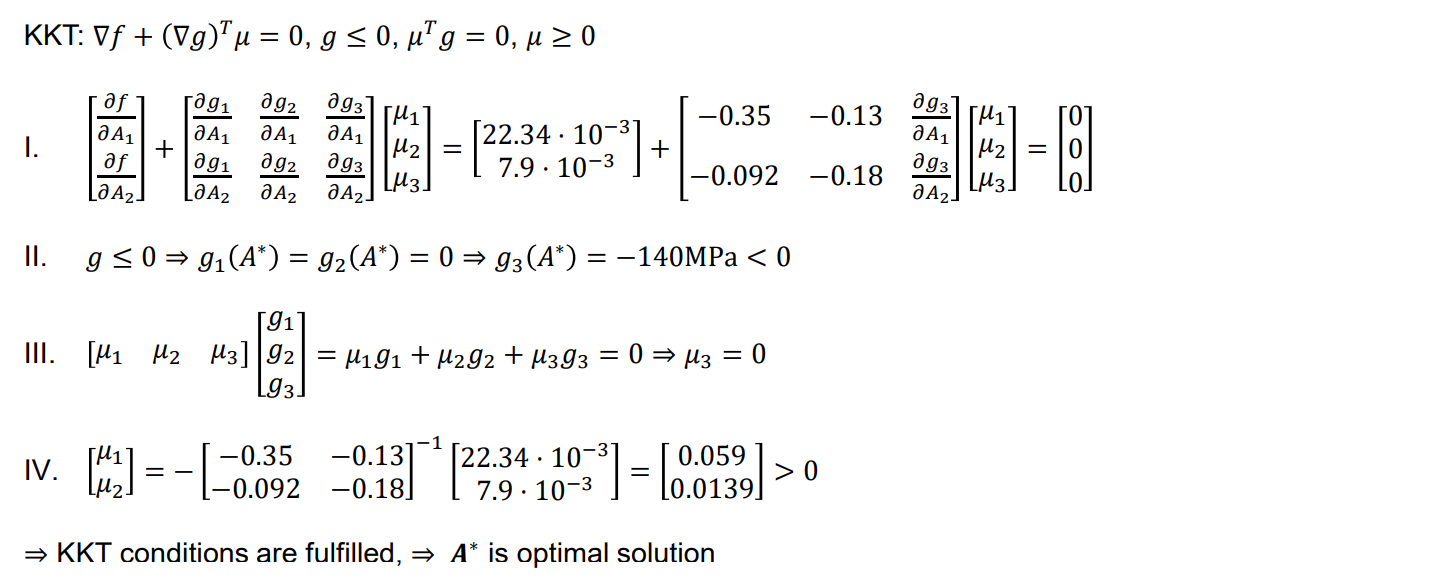 KKT: ∇f + (∇g)ᵀμ = 0, g ≤ 0, μᵀg = 0, μ ≥ 0
I. [∂f/∂A₁; ∂f/∂A₂] + [∂g₁/∂A₁ ∂g₂/∂A₁ ∂g₃/∂A₁; ∂g₁/∂A₂ ∂g₂/∂A₂ ∂g₃/∂A₂] [μ₁; μ₂; μ₃] = [22.34 · 10⁻³; 7.9 · 10⁻³] + [−0.35 −0.13 ∂g₃/∂A₁; −0.092 −0.18 ∂g₃/∂A₂] [μ₁; μ₂; μ₃] = [0; 0; 0]
II. g ≤ 0 ⇒ g₁(A*) = g₂(A*) = 0 ⇒ g₃(A*) = −140MPa < 0
III. [μ₁ μ₂ μ₃] [g₁; g₂; g₃] = μ₁g₁ + μ₂g₂ + μ₃g₃ = 0 ⇒ μ₃ = 0
IV. [μ₁; μ₂] = − [−0.35 −0.13; −0.092 −0.18]⁻¹ [22.34 · 10⁻³; 7.9 · 10⁻³] = [0.059; 0.0139] > 0
⇒ KKT conditions are fulfilled, ⇒ A* is optimal solution